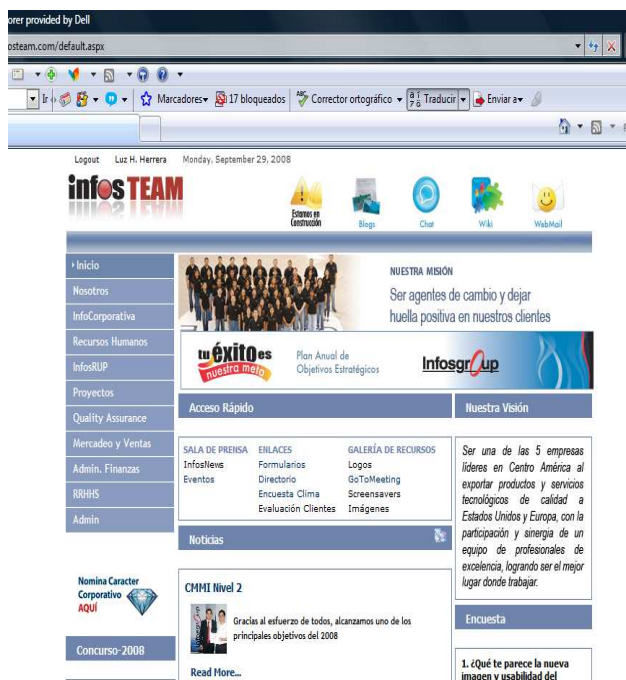 orer provided by Dell
osteam.com/default.aspx
Ir
Marcadores
17 bloqueados
Corrector ortográfico
Traducir
Enviar a
Logout Luz H. Herrera Monday, September 29, 2008
infosTEAM
Estamos en
Construcción
Blogs
Chat
Wiki
WebMail
Inicio
Nosotros
InfoCorporativa
Recursos Humanos
InfosRUP
Proyectos
Quality Assurance
Mercadeo y Ventas
Admin. Finanzas
RRHHS
Admin
Nomina Caracter
Corporativo
AQUÍ
Concurso-2008
NUESTRA MISIÓN
Ser agentes de cambio y dejar
huella positiva en nuestros clientes
tu éxito es
nuestra meta
Plan Anual de
Objetivos Estratégicos
Infosgroup
Acceso Rápido
SALA DE PRENSA
InfosNews
Eventos
ENLACES
Formularios
Directorio
Encuesta Clima
Evaluación Clientes
GALERÍA DE RECURSOS
Logos
GoToMeeting
Screensavers
Imágenes
Noticias
CMMI Nivel 2
Gracias al esfuerzo de todos, alcanzamos uno de los
principales objetivos del 2008
Read More...
Nuestra Visión
Ser una de las 5 empresas
líderes en Centro América al
exportar productos y servicios
tecnológicos de calidad a
Estados Unidos y Europa, con la
participación y sinergia de un
equipo de profesionales de
excelencia, logrando ser el mejor
lugar donde trabajar.
Encuesta
1. ¿Qué te parece la nueva
imagen y usabilidad del